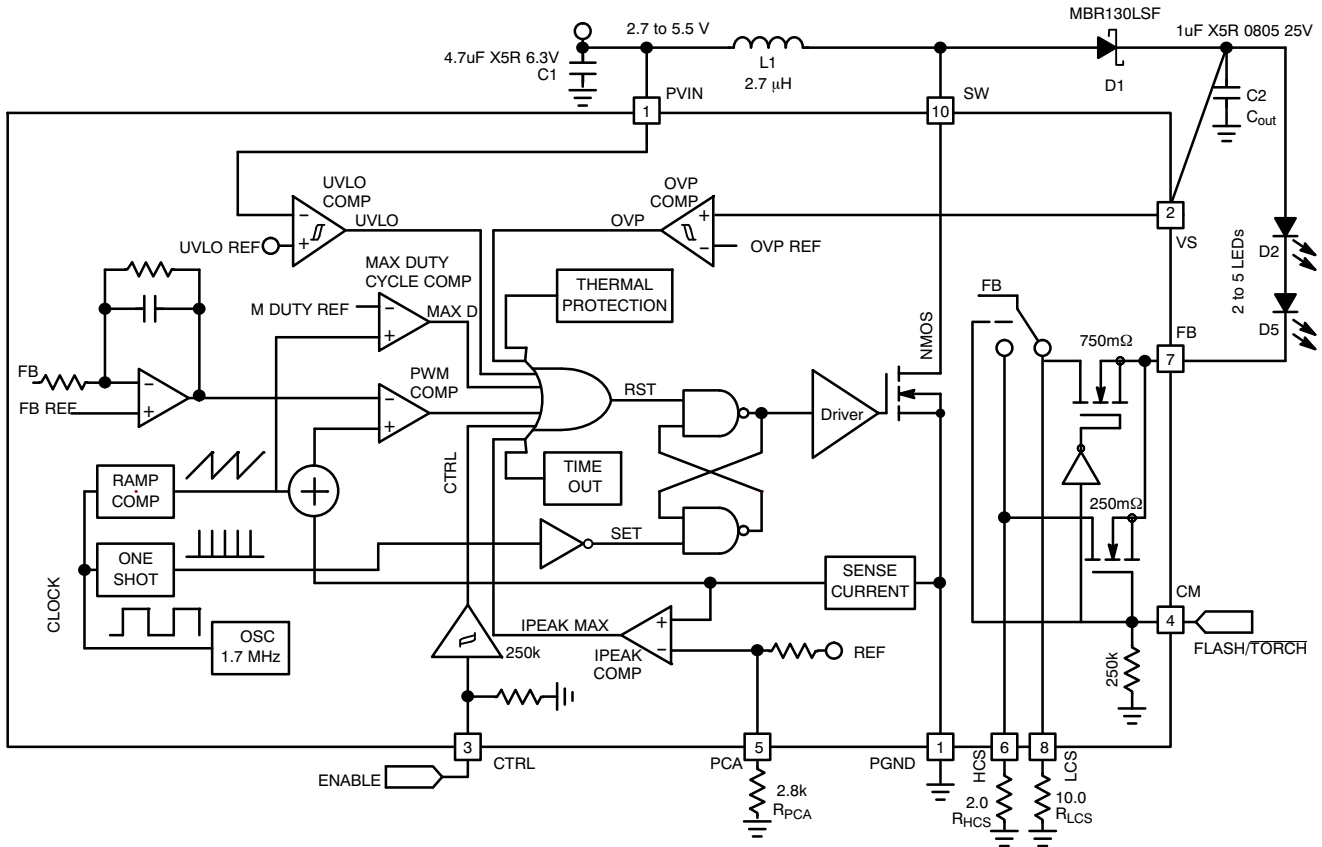 MBR130LSF
2.7 to 5.5 V
1uF X5R 0805 25V
4.7uF X5R 6.3V
C1
L1
2.7 μH
D1
C2
Cout
PVIN
SW
1
10
UVLO
COMP
UVLO
UVLO REF
OVP
COMP
OVP
OVP REF
2
VS
2 to 5 LEDs
D2
D5
MAX DUTY
CYCLE COMP
M DUTY REF
MAX D
THERMAL
PROTECTION
NMOS
FB
750mΩ
FB
7
FB
FB REF
PWM
COMP
RST
Driver
RAMP
COMP
CTRL
TIME
OUT
250mΩ
ONE
SHOT
SET
SENSE
CURRENT
CLOCK
OSC
1.7 MHz
250k
IPEAK MAX
IPEAK
COMP
REF
CM
4
FLASH/TORCH
250k
3
CTRL
ENABLE
5
PCA
2.8k
RPCA
1
PGND
6
HCS
8
LCS
2.0
RHCS
10.0
RLCS